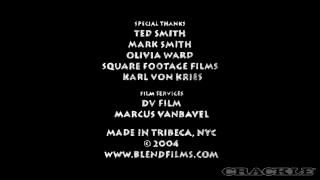 SPECIAL THANKS
TED SMITH
MARK SMITH
OLIVIA WARD
SQUARE FOOTAGE FILMS
KARL VON KRIES
FILM SERVICES
DV FILM
MARCUS VANBAVEL
MADE IN TRIBECA, NYC
© 2004
WWW.BLENDFILMS.COM
CRACKLE